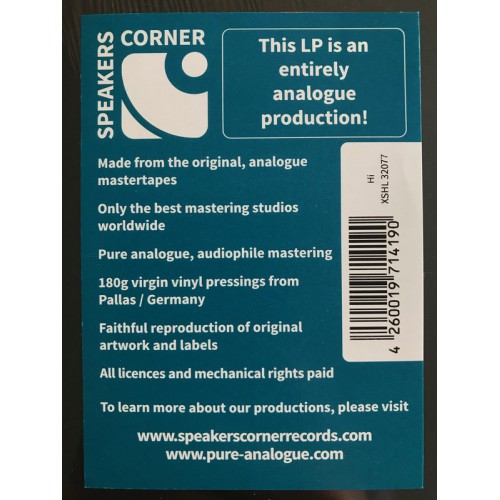 SPEAKERS
CORNER
This LP is an
entirely
analogue
production!
Made from the original, analogue
mastertapes
Only the best mastering studios
worldwide
Pure analogue, audiophile mastering
180g virgin vinyl pressings from
Pallas / Germany
Faithful reproduction of original
artwork and labels
All licences and mechanical rights paid
Hi
XSHL 32077
4 260019 714190
To learn more about our productions, please visit
www.speakerscornerrecords.com
www.pure-analogue.com